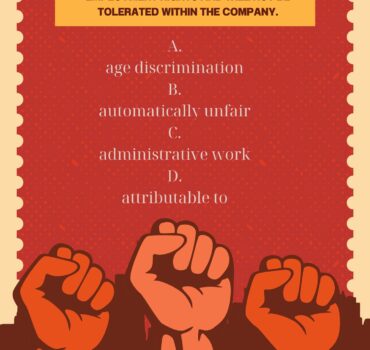 TOLERATED WITHIN THE COMPANY.
A.
age discrimination
B.
automatically unfair
C.
administrative work
D.
attributable to